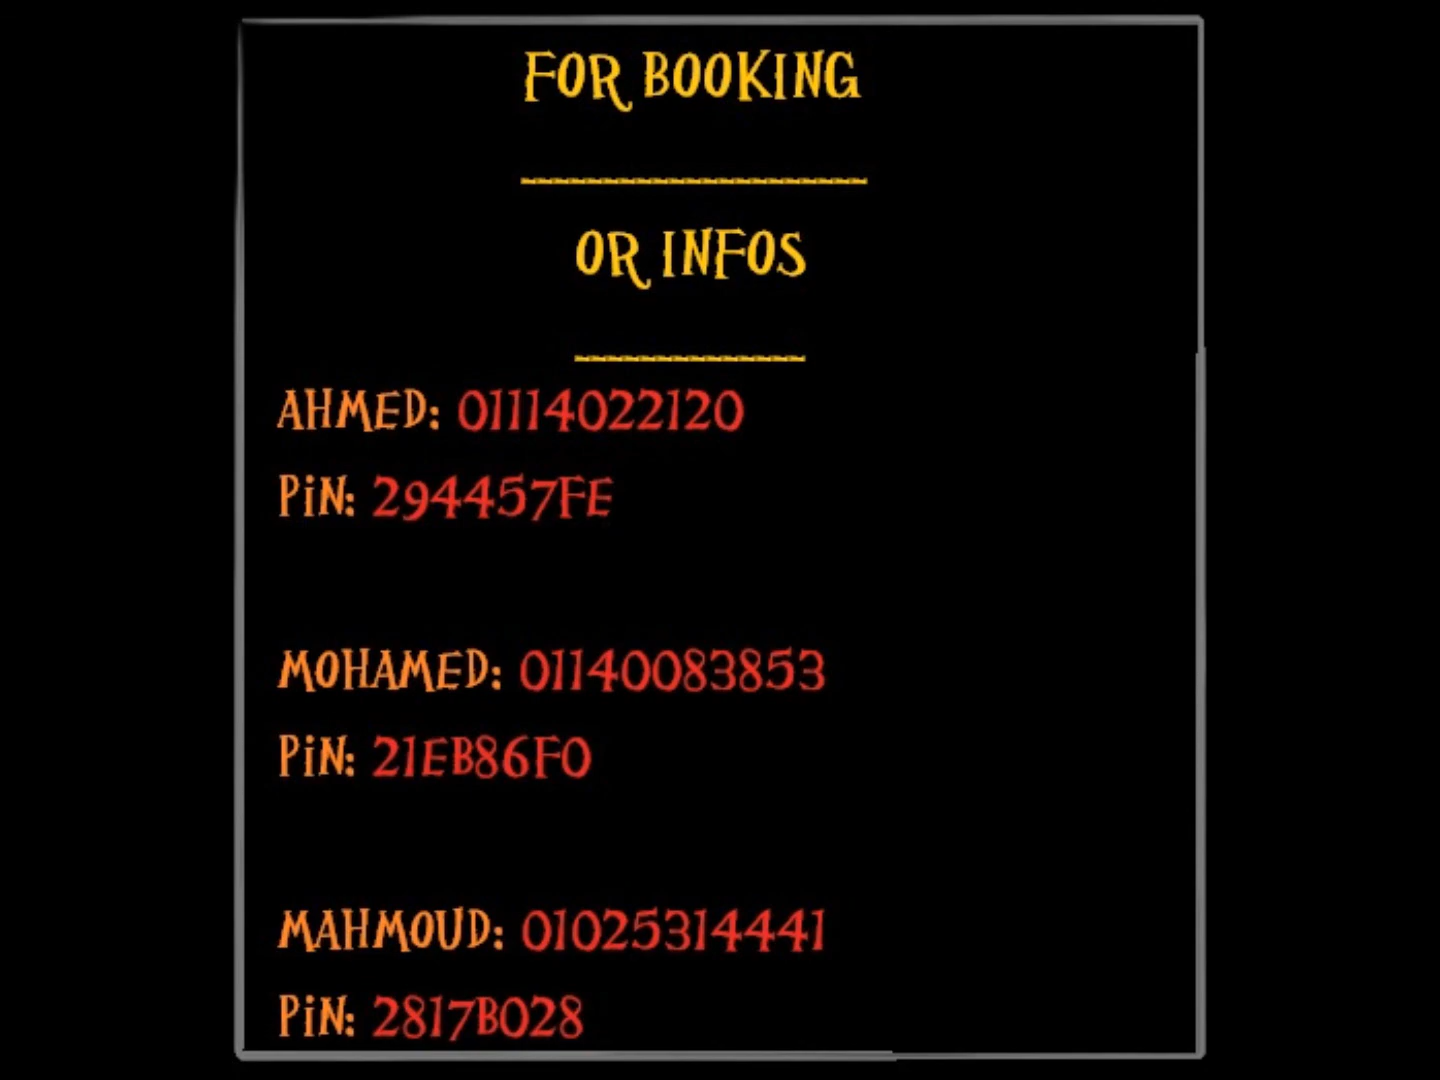 FOR BOOKING
OR INFOS
AHMED: 01114022120
PiN: 294457FE
MOHAMED: 01140083853
PiN: 21EB86F0
MAHMOUD: 01025314441
PiN: 2817B028